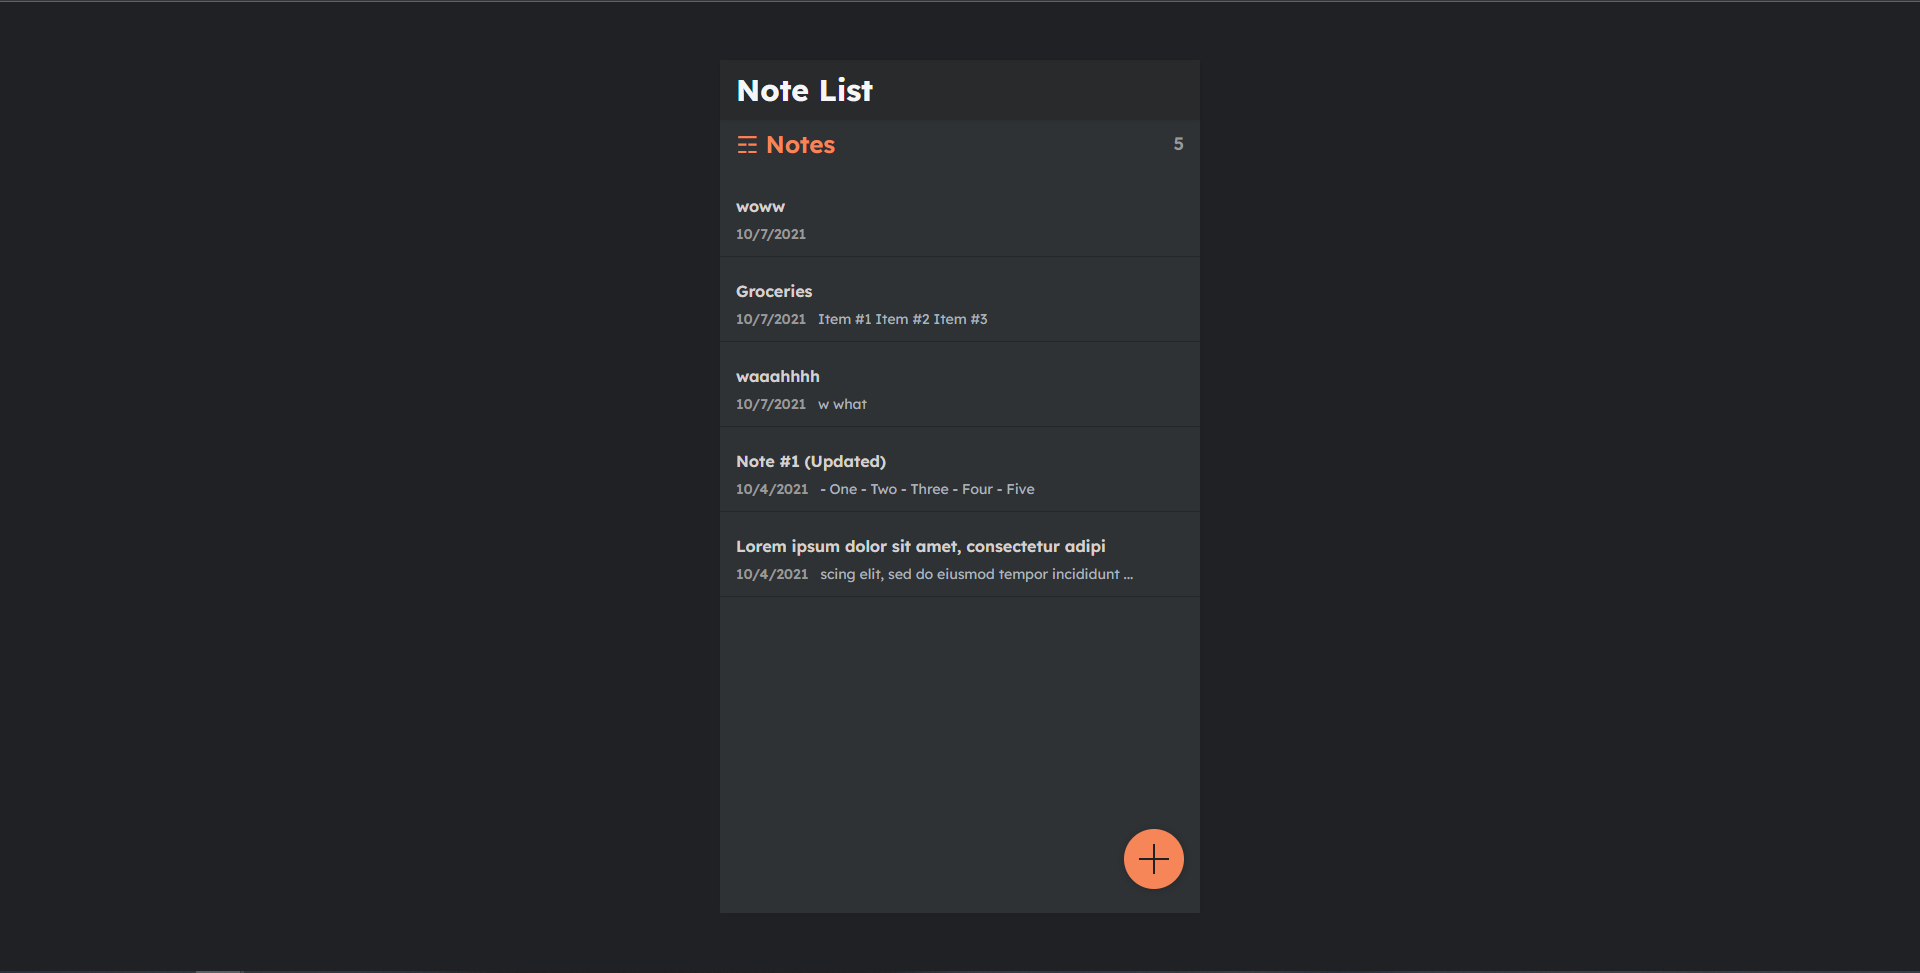 Note List
Notes 5
woww
10/7/2021
Groceries
10/7/2021 Item #1 Item #2 Item #3
waaahhhh
10/7/2021 w what
Note #1 (Updated)
10/4/2021 - One - Two - Three - Four - Five
Lorem ipsum dolor sit amet, consectetur adipi
10/4/2021 scing elit, sed do eiusmod tempor incididunt ...